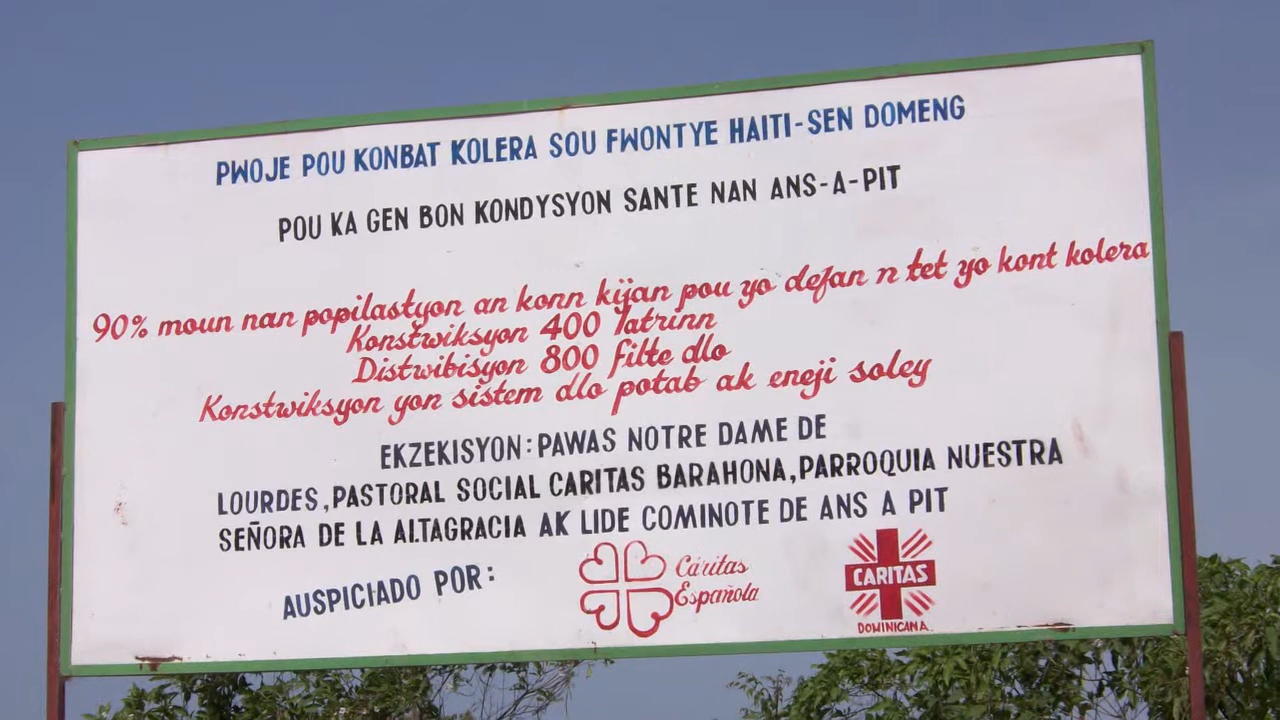 PWOJE POU KONBAT KOLERA SOU FWONTYE HAITI-SEN DOMENG
POU KA GEN BON KONDYSYON SANTE NAN ANS-A-PIT
90% moun nan popilastyon an konn kijan pou yo defan n tet yo kont kolera
Konstwiksyon 400 latrinn
Distwibisyon 800 filte dlo
Konstwiksyon yon sistem dlo potab ak eneji soley
EKZEKISYON: PAWAS NOTRE DAME DE
LOURDES, PASTORAL SOCIAL CARITAS BARAHONA, PARROQUIA NUESTRA
SEÑORA DE LA ALTAGRACIA AK LIDE COMINOTE DE ANS A PIT
AUSPICIADO POR:
Cáritas
Española
CARITAS
DOMINICANA